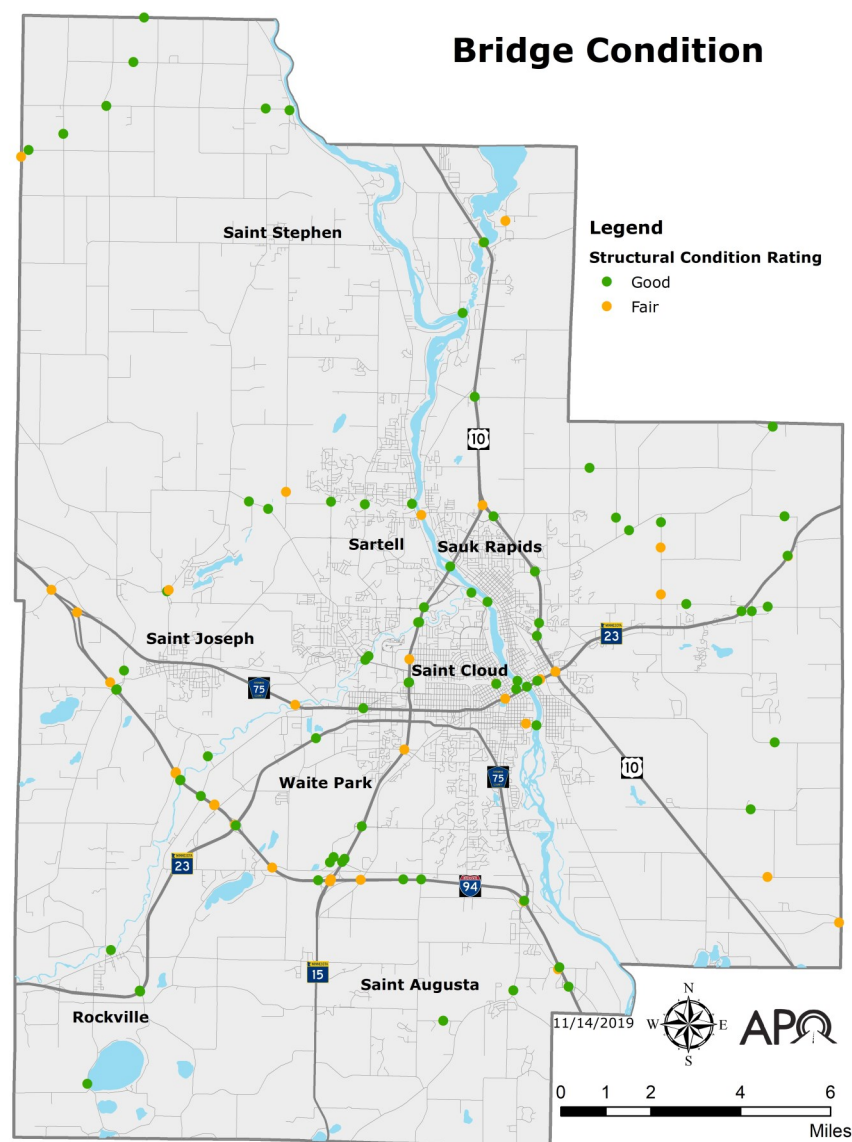 Bridge Condition
Saint Stephen
Legend
Structural Condition Rating
Good
Fair
10
Sartell
Sauk Rapids
Saint Joseph
23
Saint Cloud
75
Waite Park
75
10
23
94
15
Saint Augusta
Rockville
11/14/2019
N
W
E
S
APO
0 1 2 4 6
Miles